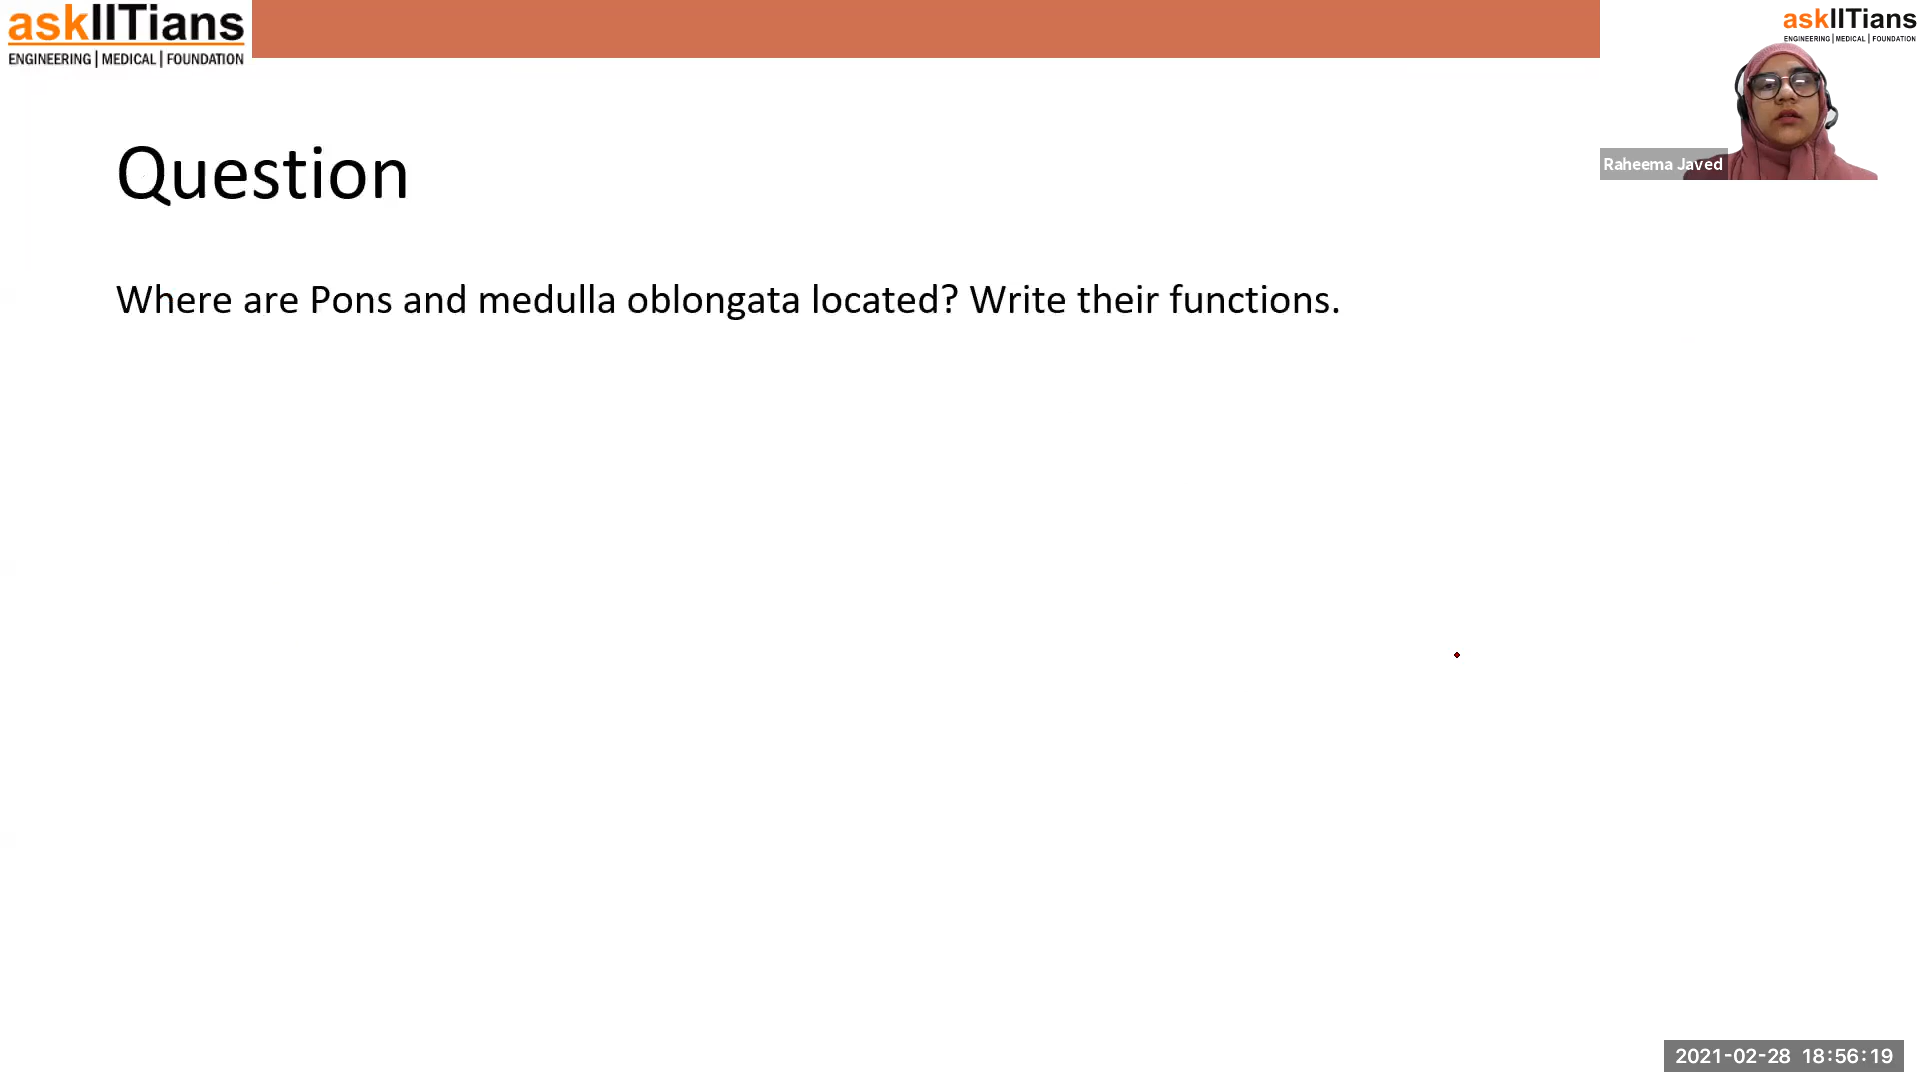 askIITians
ENGINEERING | MEDICAL | FOUNDATION
askIITians
ENGINEERING | MEDICAL | FOUNDATION
Raheema Javed
Question
Where are Pons and medulla oblongata located? Write their functions.
2021-02-28 18:56:19